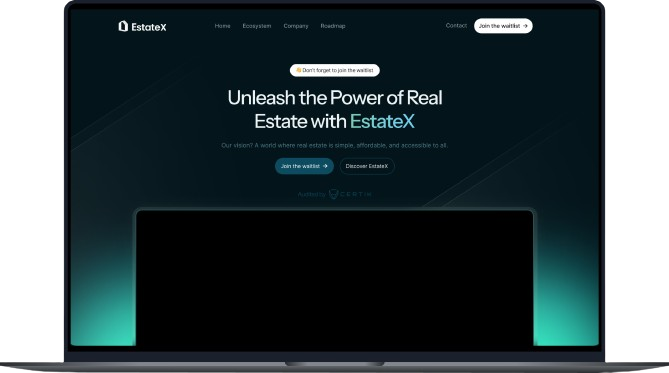 EstateX
Home Ecosystem Company Roadmap
Contact Join the waitlist →
👋 Don't forget to join the waitlist
Unleash the Power of Real
Estate with EstateX
Our vision? A world where real estate is simple, affordable, and accessible to all.
Join the waitlist → Discover EstateX
Audited by CERTIK